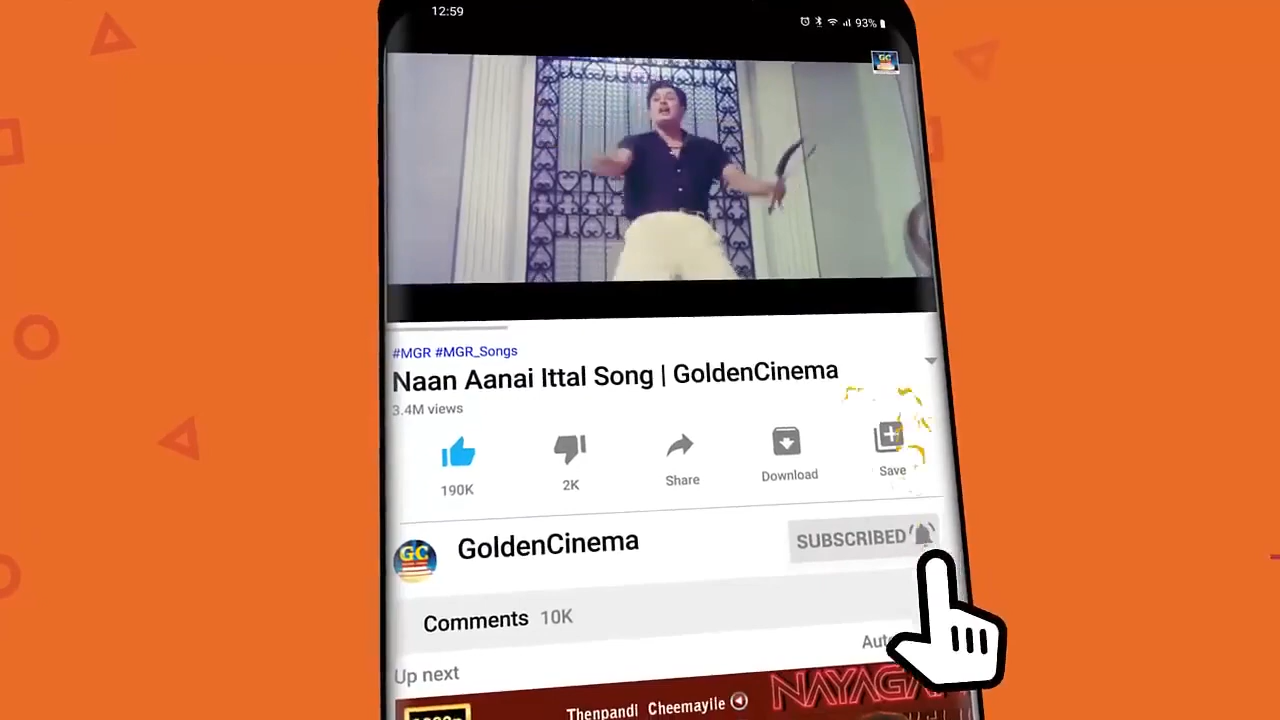 12:59
93%
GC
#MGR #MGR_Songs
Naan Aanai Ittal Song | GoldenCinema
3.4M views
190K
2K
Share
Download
Save
GC
GoldenCinema
SUBSCRIBED
Comments 10K
Up next
Thenpandi Cheemayile